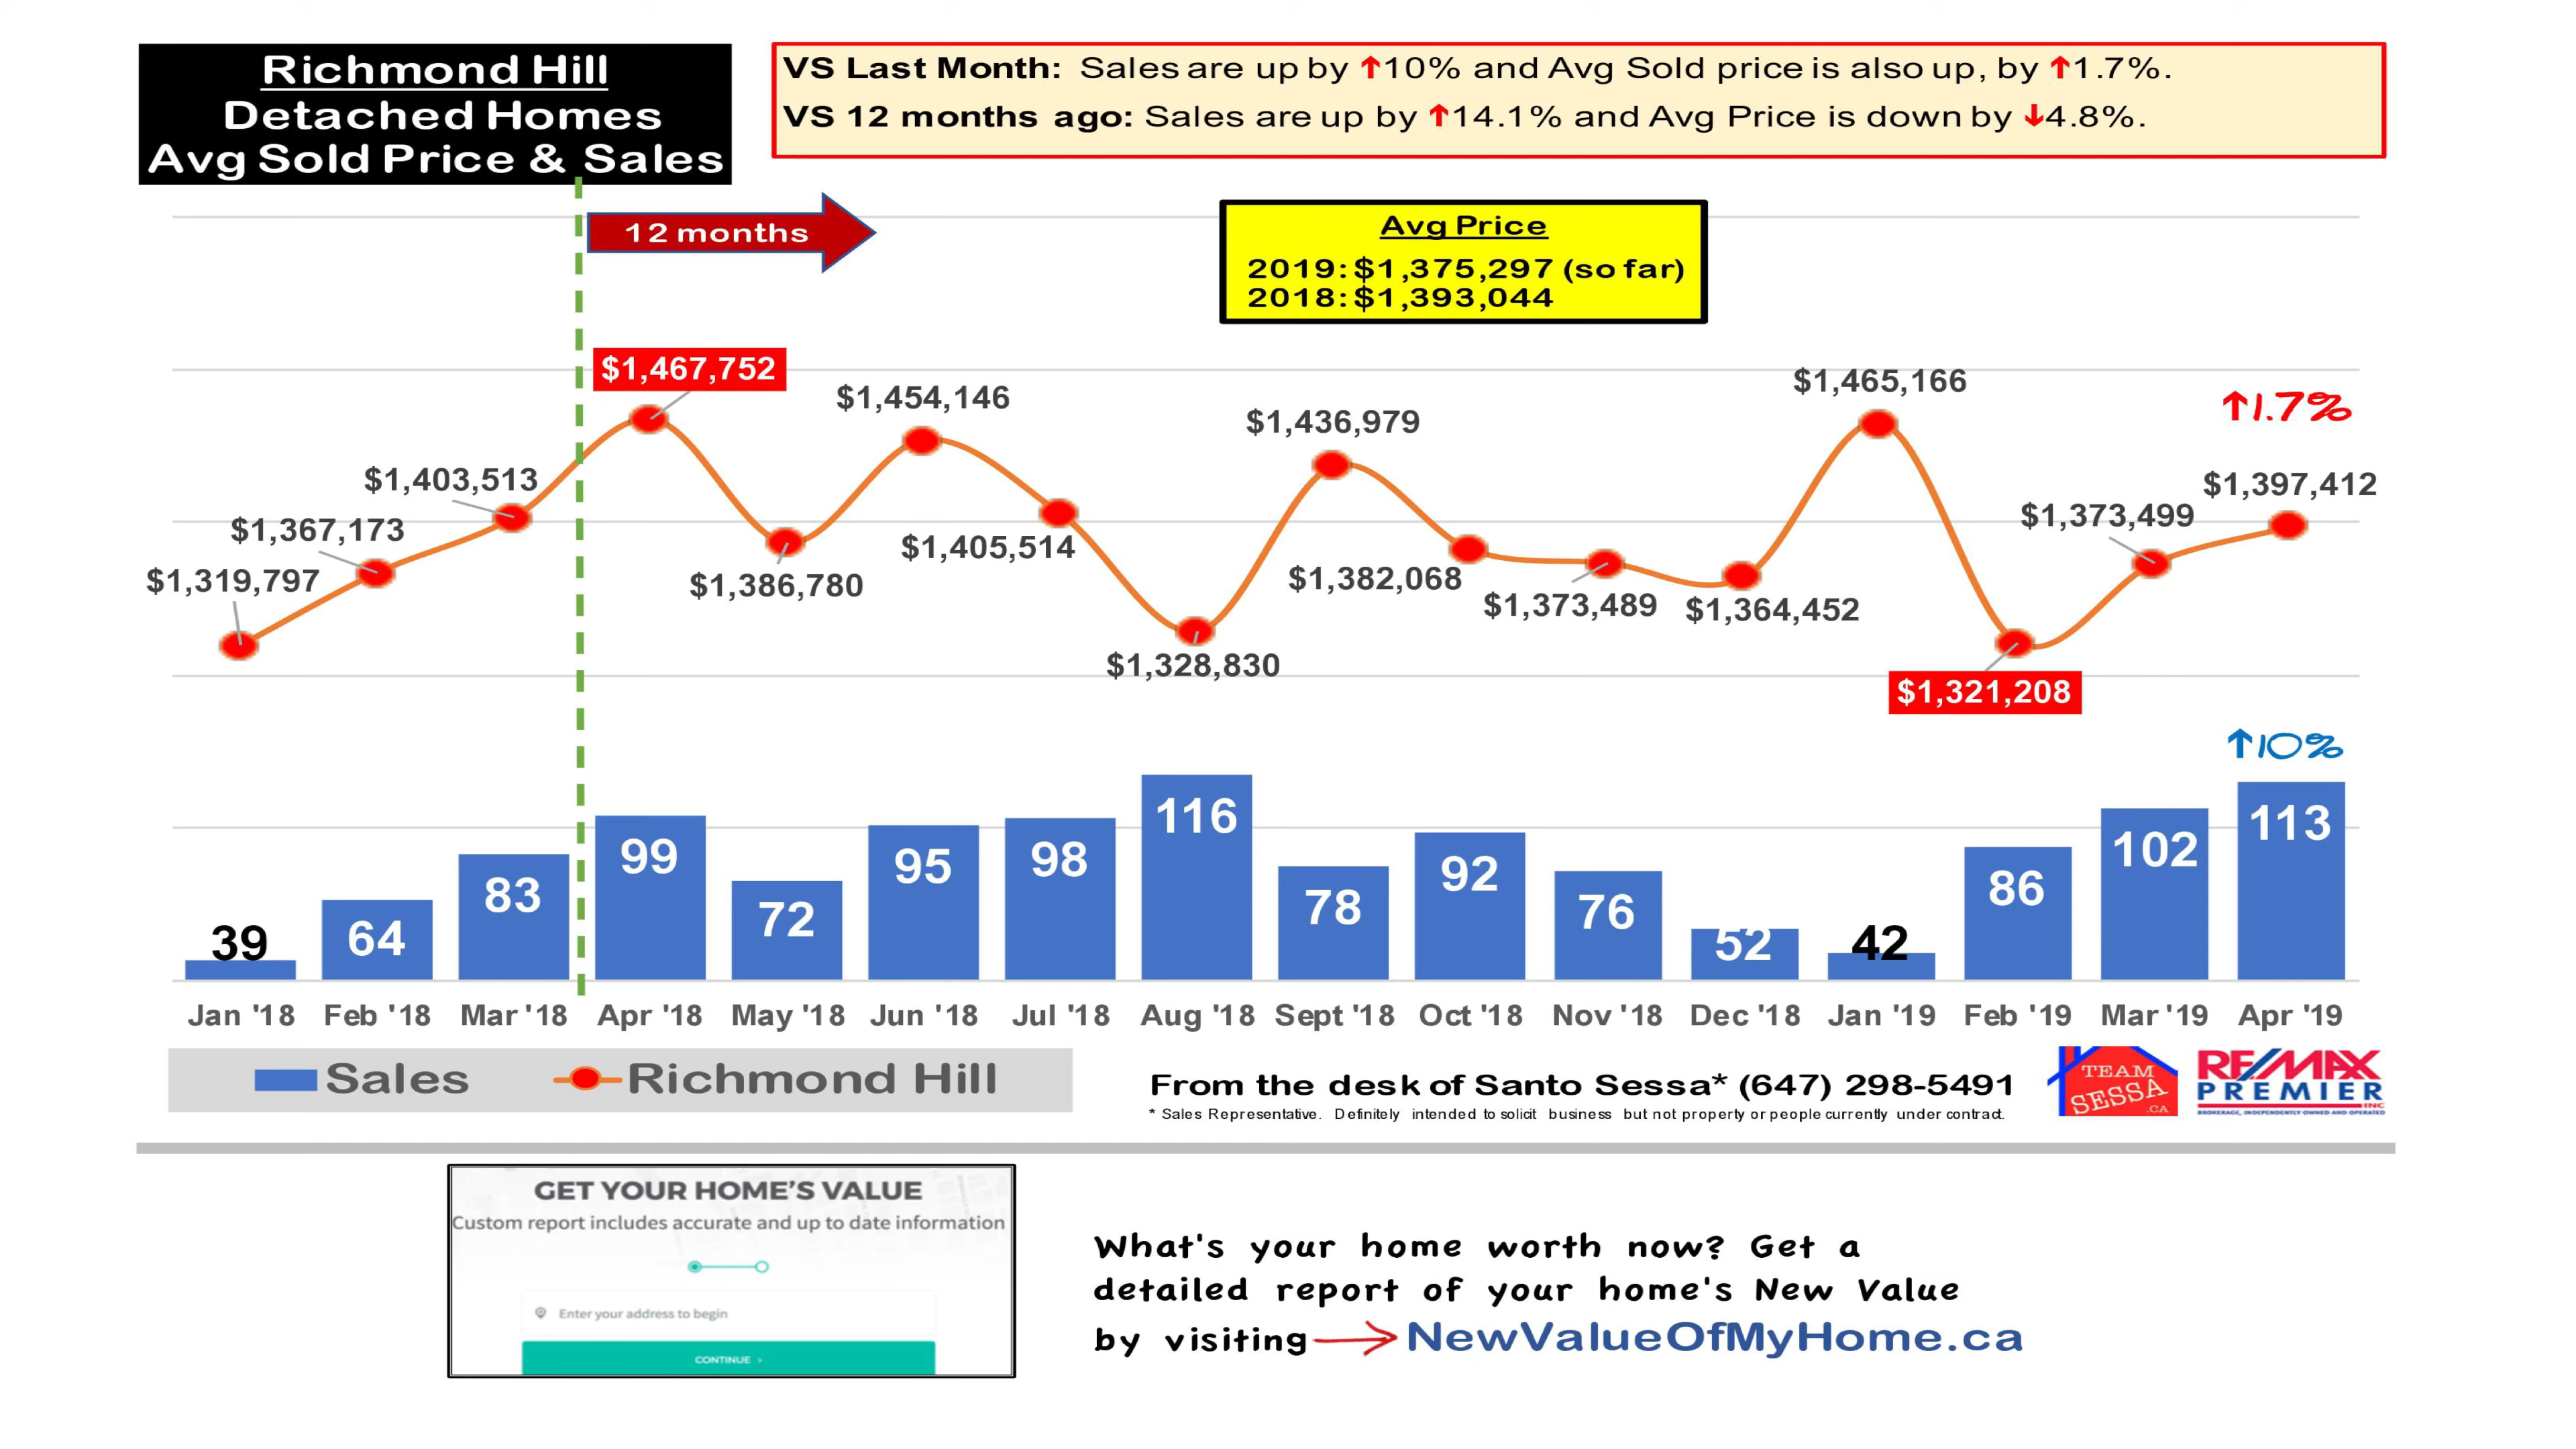 Richmond Hill
Detached Homes
Avg Sold Price & Sales
VS Last Month: Sales are up by ↑10% and Avg Sold price is also up, by ↑1.7%.
VS 12 months ago: Sales are up by ↑14.1% and Avg Price is down by ↓4.8%.
12 months
Avg Price
2019: $1,375,297 (so far)
2018: $1,393,044
$1,319,797
$1,367,173
$1,403,513
$1,467,752
$1,386,780
$1,454,146
$1,405,514
$1,328,830
$1,436,979
$1,382,068
$1,373,489
$1,364,452
$1,465,166
$1,321,208
$1,373,499
$1,397,412
↑1.7%
↑10%
39
64
83
99
72
95
98
116
78
92
76
52
42
86
102
113
Jan '18
Feb '18
Mar '18
Apr '18
May '18
Jun '18
Jul '18
Aug '18
Sept '18
Oct '18
Nov '18
Dec '18
Jan '19
Feb '19
Mar '19
Apr '19
Sales
Richmond Hill
From the desk of Santo Sessa* (647) 298-5491
* Sales Representative. Definitely intended to solicit business but not property or people currently under contract.
TEAM
SESSA
.CA
RE/MAX
PREMIER
INC
BROKERAGE, INDEPENDENTLY OWNED AND OPERATED
GET YOUR HOME'S VALUE
Custom report includes accurate and up to date information
Enter your address to begin
CONTINUE >
What's your home worth now? Get a
detailed report of your home's New Value
by visiting → NewValueOfMyHome.ca